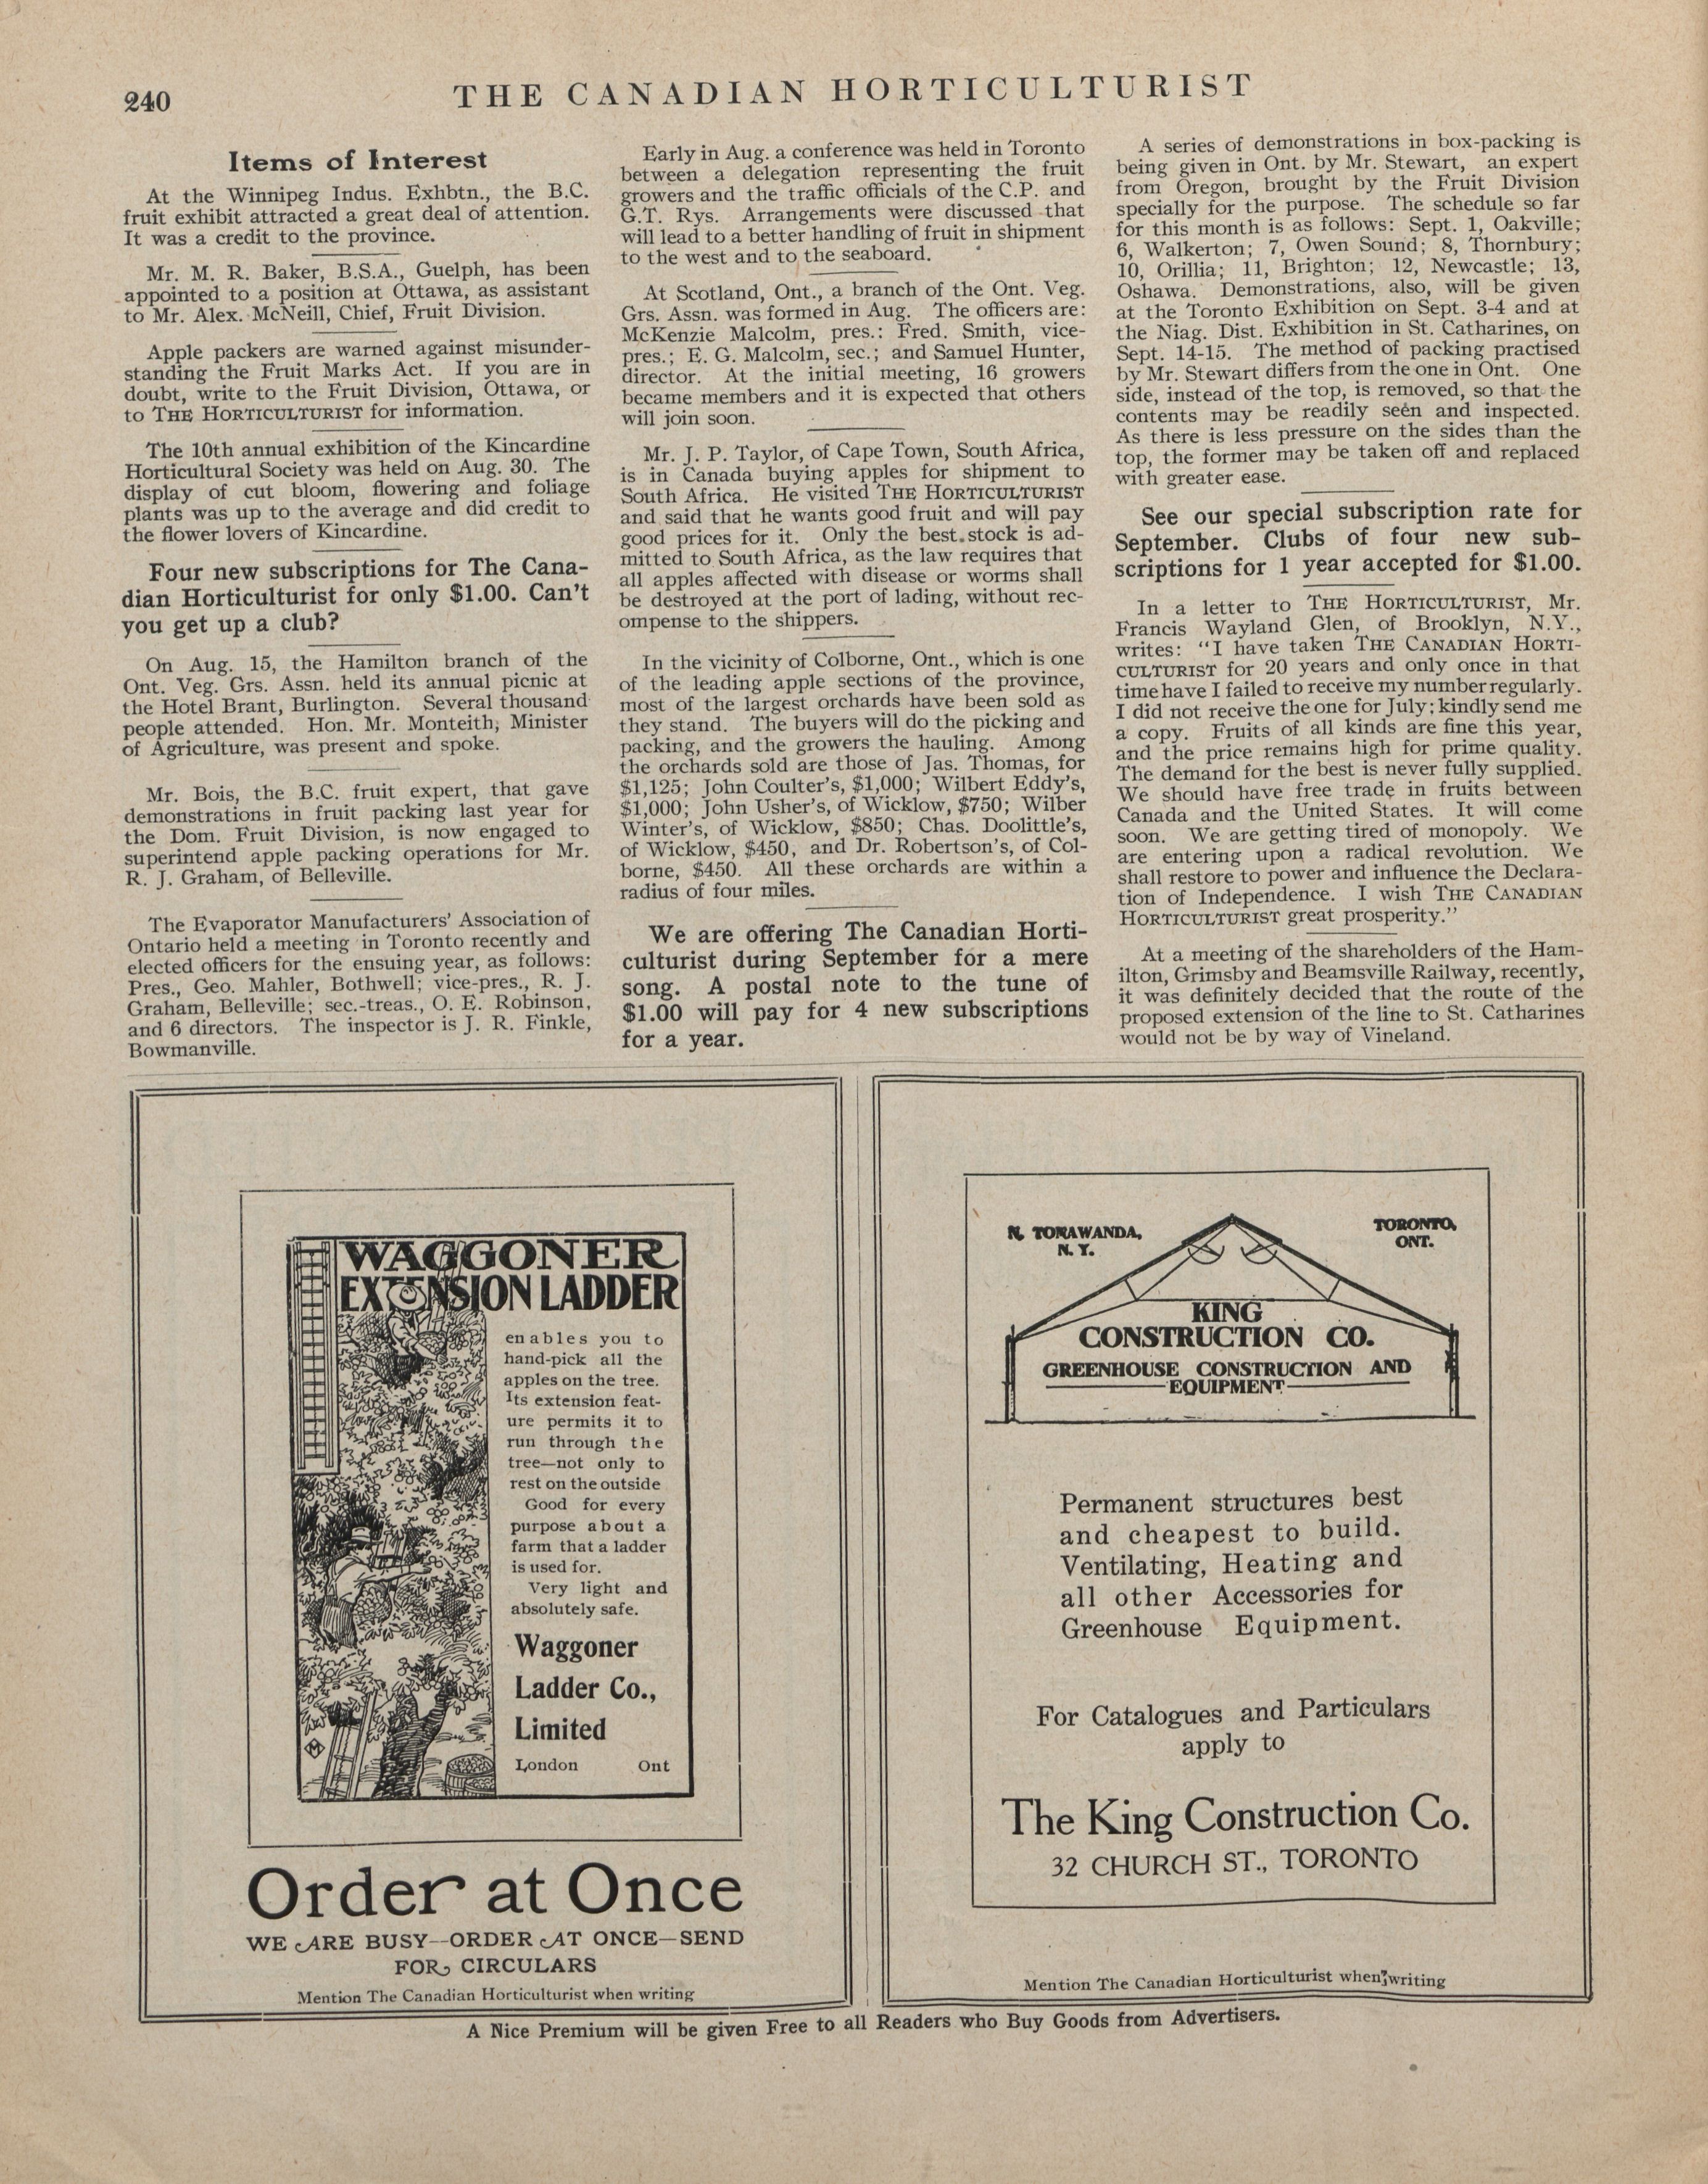 240
THE CANADIAN HORTICULTURIST
Items of Interest
At the Winnipeg Indus. Exhbtn., the B.C.
fruit exhibit attracted a great deal of attention.
It was a credit to the province.
Mr. M. R. Baker, B.S.A., Guelph, has been
appointed to a position at Ottawa, as assistant
to Mr. Alex. McNeill, Chief, Fruit Division.
Apple packers are warned against misunder-
standing the Fruit Marks Act. If you are in
doubt, write to the Fruit Division, Ottawa, or
to THE HORTICULTURIST for information.
The 10th annual exhibition of the Kincardine
Horticultural Society was held on Aug. 30. The
display of cut bloom, flowering and foliage
plants was up to the average and did credit to
the flower lovers of Kincardine.
Four new subscriptions for The Cana-
dian Horticulturist for only $1.00. Can't
you get up a club?
On Aug. 15, the Hamilton branch of the
Ont. Veg. Grs. Assn. held its annual picnic at
the Hotel Brant, Burlington. Several thousand
people attended. Hon. Mr. Monteith, Minister
of Agriculture, was present and spoke.
Mr. Bois, the B.C. fruit expert, that gave
demonstrations in fruit packing last year for
the Dom. Fruit Division, is now engaged to
superintend apple packing operations for Mr.
R. J. Graham, of Belleville.
The Evaporator Manufacturers' Association of
Ontario held a meeting in Toronto recently and
elected officers for the ensuing year, as follows:
Pres., Geo. Mahler, Bothwell; vice-pres., R. J.
Graham, Belleville; sec.-treas., O. E. Robinson,
and 6 directors. The inspector is J. R. Finkle,
Bowmanville.
Early in Aug. a conference was held in Toronto
between a delegation representing the fruit
growers and the traffic officials of the C.P. and
G.T. Rys. Arrangements were discussed that
will lead to a better handling of fruit in shipment
to the west and to the seaboard.
At Scotland, Ont., a branch of the Ont. Veg.
Grs. Assn. was formed in Aug. The officers are:
McKenzie Malcolm, pres.: Fred. Smith, vice-
pres.; E. G. Malcolm, sec.; and Samuel Hunter,
director. At the initial meeting, 16 growers
became members and it is expected that others
will join soon.
Mr. J. P. Taylor, of Cape Town, South Africa,
is in Canada buying apples for shipment to
South Africa. He visited THE HORTICULTURIST
and said that he wants good fruit and will pay
good prices for it. Only the best stock is ad-
mitted to South Africa, as the law requires that
all apples affected with disease or worms shall
be destroyed at the port of lading, without rec-
ompense to the shippers.
In the vicinity of Colborne, Ont., which is one
of the leading apple sections of the province,
most of the largest orchards have been sold as
they stand. The buyers will do the picking and
packing, and the growers the hauling. Among
the orchards sold are those of Jas. Thomas, for
$1,125; John Coulter's, $1,000; Wilbert Eddy's,
$1,000; John Usher's, of Wicklow, $750; Wilber
Winter's, of Wicklow, $850; Chas. Doolittle's,
of Wicklow, $450, and Dr. Robertson's, of Col-
borne, $450. All these orchards are within a
radius of four miles.
We are offering The Canadian Horti-
culturist during September for a mere
song. A postal note to the tune of
$1.00 will pay for 4 new subscriptions
for a year.
A series of demonstrations in box-packing is
being given in Ont. by Mr. Stewart, an expert
from Oregon, brought by the Fruit Division
specially for the purpose. The schedule so far
for this month is as follows: Sept. 1, Oakville;
6, Walkerton; 7, Owen Sound; 8, Thornbury;
10, Orillia; 11, Brighton; 12, Newcastle; 13,
Oshawa. Demonstrations, also, will be given
at the Toronto Exhibition on Sept. 3-4 and at
the Niag. Dist. Exhibition in St. Catharines, on
Sept. 14-15. The method of packing practised
by Mr. Stewart differs from the one in Ont. One
side, instead of the top, is removed, so that the
contents may be readily seen and inspected.
As there is less pressure on the sides than the
top, the former may be taken off and replaced
with greater ease.
See our special subscription rate for
September. Clubs of four new sub-
scriptions for 1 year accepted for $1.00.
In a letter to THE HORTICULTURIST, Mr.
Francis Wayland Glen, of Brooklyn, N.Y.,
writes: "I have taken THE CANADIAN HORTI-
CULTURIST for 20 years and only once in that
time have I failed to receive my number regularly.
I did not receive the one for July; kindly send me
a copy. Fruits of all kinds are fine this year,
and the price remains high for prime quality.
The demand for the best is never fully supplied.
We should have free trade in fruits between
Canada and the United States. It will come
soon. We are getting tired of monopoly. We
are entering upon a radical revolution. We
shall restore to power and influence the Declara-
tion of Independence. I wish THE CANADIAN
HORTICULTURIST great prosperity."
At a meeting of the shareholders of the Ham-
ilton, Grimsby and Beamsville Railway, recently,
it was definitely decided that the route of the
proposed extension of the line to St. Catharines
would not be by way of Vineland.
WAGGONER
EXTENSION LADDER
enables you to
hand-pick all the
apples on the tree.
Its extension feat-
ure permits it to
run through the
tree—not only to
rest on the outside
Good for every
purpose about a
farm that a ladder
is used for.
Very light and
absolutely safe.
Waggoner
Ladder Co.,
Limited
London Ont
M
Order at Once
WE ARE BUSY—ORDER AT ONCE—SEND
FOR CIRCULARS
Mention The Canadian Horticulturist when writing
N. TONAWANDA,
N. Y.
TORONTO,
ONT.
KING
CONSTRUCTION CO.
GREENHOUSE CONSTRUCTION AND
EQUIPMENT
Permanent structures best
and cheapest to build.
Ventilating, Heating and
all other Accessories for
Greenhouse Equipment.
For Catalogues and Particulars
apply to
The King Construction Co.
32 CHURCH ST., TORONTO
Mention The Canadian Horticulturist when writing
A Nice Premium will be given Free to all Readers who Buy Goods from Advertisers.